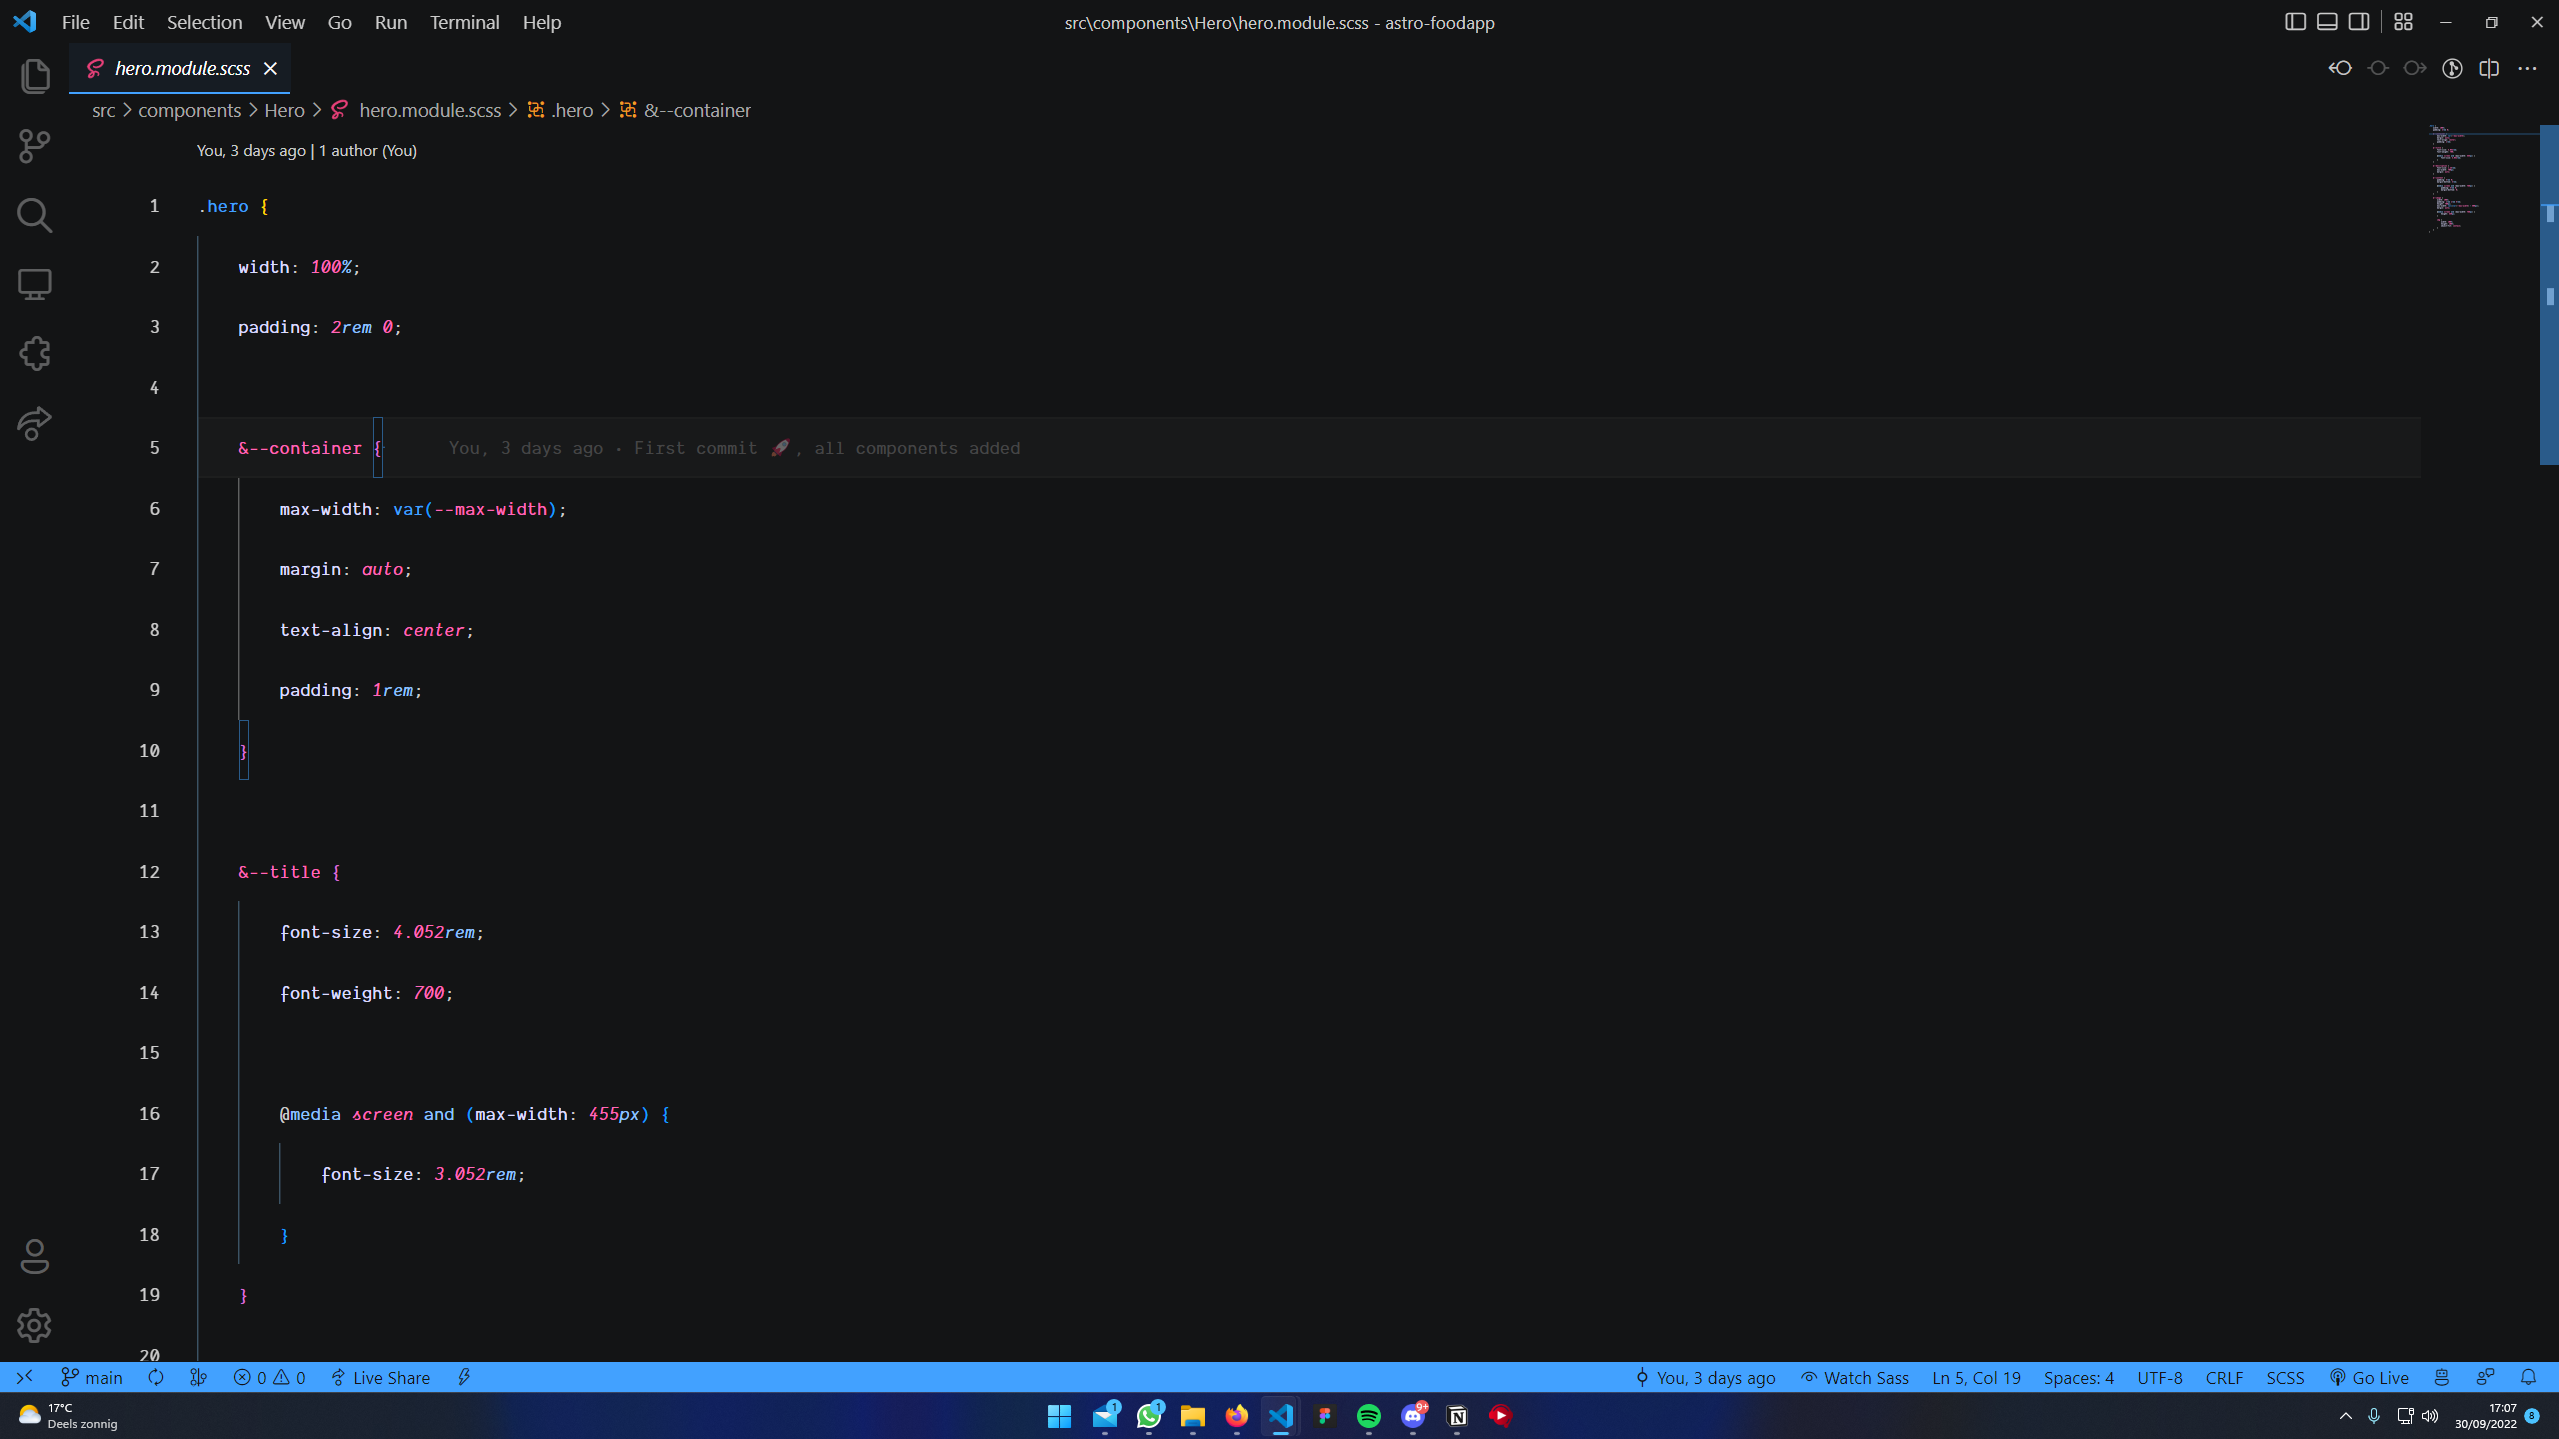 File Edit Selection View Go Run Terminal Help
src\components\Hero\hero.module.scss - astro-foodapp
hero.module.scss
src > components > Hero > hero.module.scss > .hero > &--container
You, 3 days ago | 1 author (You)
1 .hero {
2 width: 100%;
3 padding: 2rem 0;
4
5 &--container { You, 3 days ago · First commit 🚀, all components added
6 max-width: var(--max-width);
7 margin: auto;
8 text-align: center;
9 padding: 1rem;
10 }
11
12 &--title {
13 font-size: 4.052rem;
14 font-weight: 700;
15
16 @media screen and (max-width: 455px) {
17 font-size: 3.052rem;
18 }
19 }
20
main 0 0 Live Share You, 3 days ago Watch Sass Ln 5, Col 19 Spaces: 4 UTF-8 CRLF SCSS Go Live
17°C
Deels zonnig
1
1
9+
17:07
30/09/2022
8